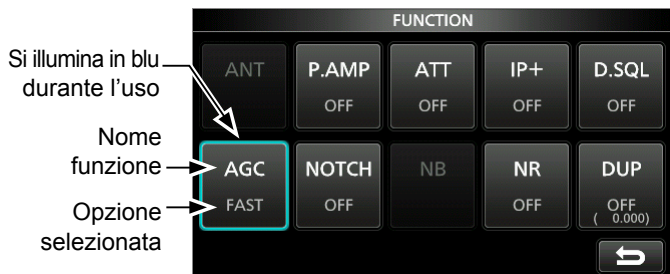 FUNCTION
Si illumina in blu
durante l'uso
Nome
funzione
Opzione
selezionata
ANT
P.AMP
OFF
ATT
OFF
IP+
OFF
D.SQL
OFF
AGC
FAST
NOTCH
OFF
NB
NR
OFF
DUP
OFF
( 0.000)